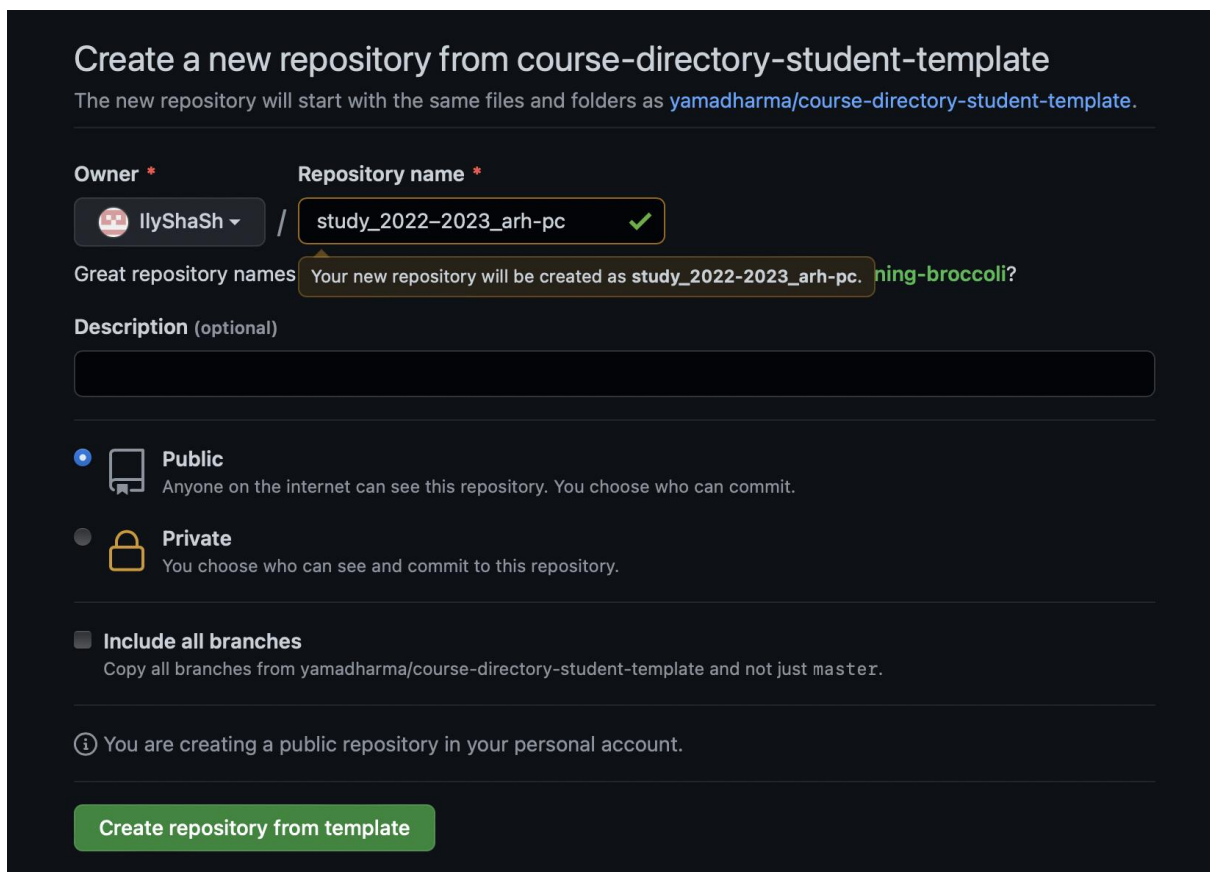 Create a new repository from course-directory-student-template
The new repository will start with the same files and folders as yamadharma/course-directory-student-template.
Owner * Repository name *
IlyShaSh / study_2022–2023_arh-pc
Great repository names ning-broccoli?
Your new repository will be created as study_2022-2023_arh-pc.
Description (optional)
Public
Anyone on the internet can see this repository. You choose who can commit.
Private
You choose who can see and commit to this repository.
Include all branches
Copy all branches from yamadharma/course-directory-student-template and not just master.
You are creating a public repository in your personal account.
Create repository from template